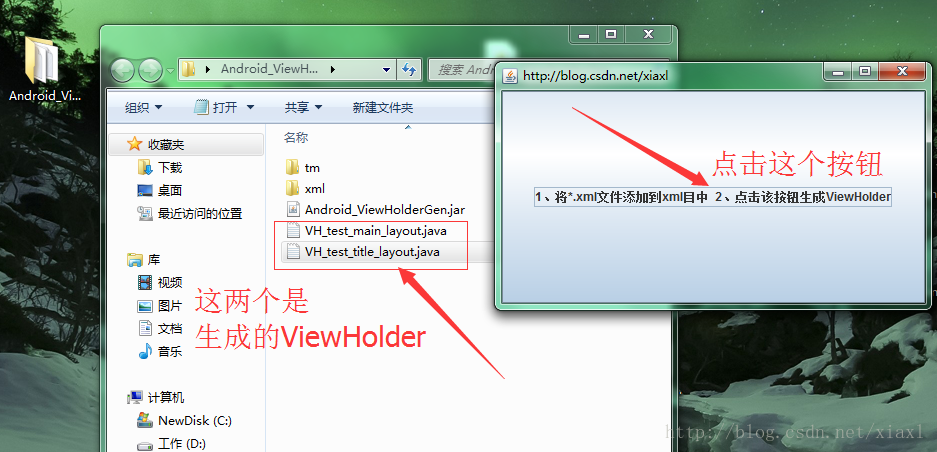 Android_Vi...
Android_ViewH...
搜索 Andr
组织
打开
共享
新建文件夹
收藏夹
下载
桌面
最近访问的位置
库
视频
图片
文档
音乐
计算机
NewDisk (C:)
工作 (D:)
名称
tm
xml
Android_ViewHolderGen.jar
VH_test_main_layout.java
VH_test_title_layout.java
这两个是
生成的ViewHolder
http://blog.csdn.net/xiaxl
点击这个按钮
1、将*.xml文件添加到xml目中 2、点击该按钮生成ViewHolder
http://blog.csdn.net/xiaxl